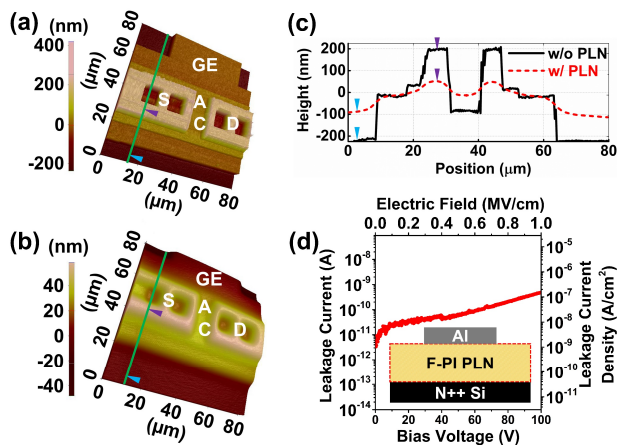 (a)
(nm)
400
200
0
-200
80
60
40
20
0
(μm)
GE
S
A
C
D
0
20
40
60
80
(μm)
(b)
(nm)
40
20
0
-20
-40
80
60
40
20
0
(μm)
GE
S
A
C
D
0
20
40
60
80
(μm)
(c)
200
100
0
-100
-200
Height (nm)
w/o PLN
w/ PLN
0 20 40 60 80
Position (μm)
(d)
Electric Field (MV/cm)
0.0 0.2 0.4 0.6 0.8 1.0
10⁻⁸
10⁻⁹
10⁻¹⁰
10⁻¹¹
10⁻¹²
10⁻¹³
10⁻¹⁴
Leakage Current (A)
10⁻⁵
10⁻⁶
10⁻⁷
10⁻⁸
10⁻⁹
10⁻¹⁰
10⁻¹¹
Leakage Current
Density (A/cm²)
Al
F-PI PLN
N++ Si
0 20 40 60 80 100
Bias Voltage (V)